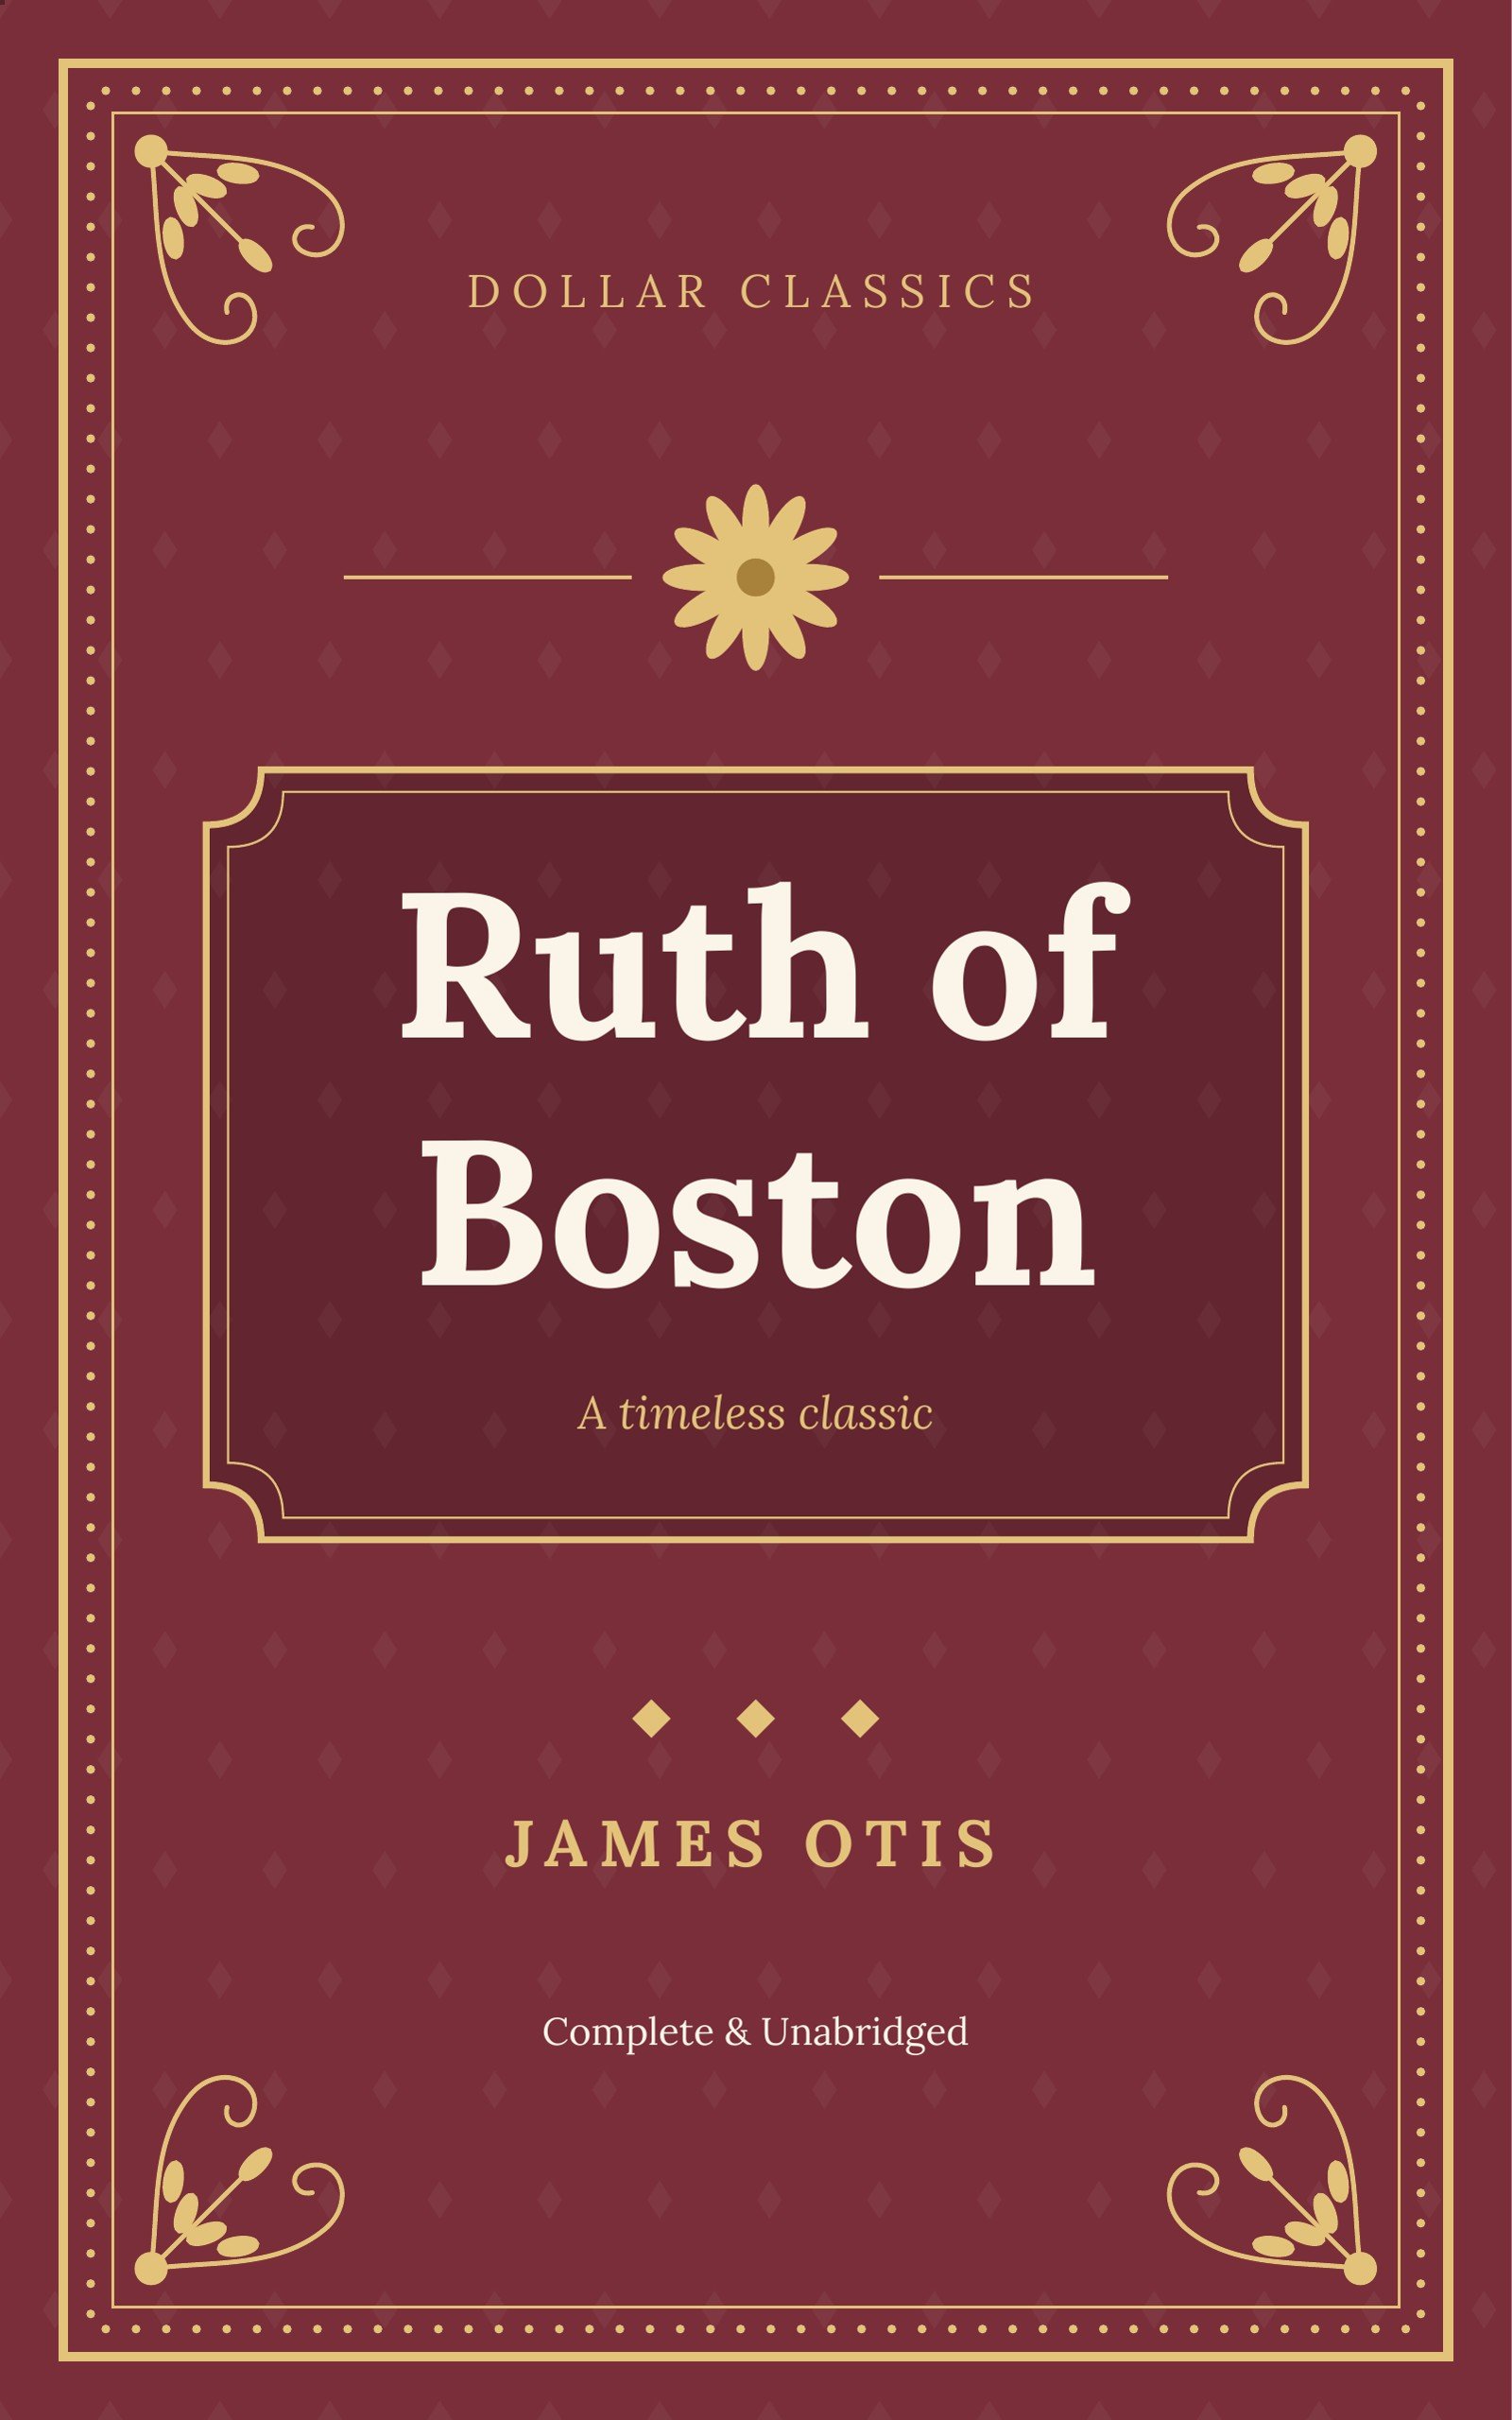 DOLLAR CLASSICS
Ruth of
Boston
A timeless classic
JAMES OTIS
Complete & Unabridged